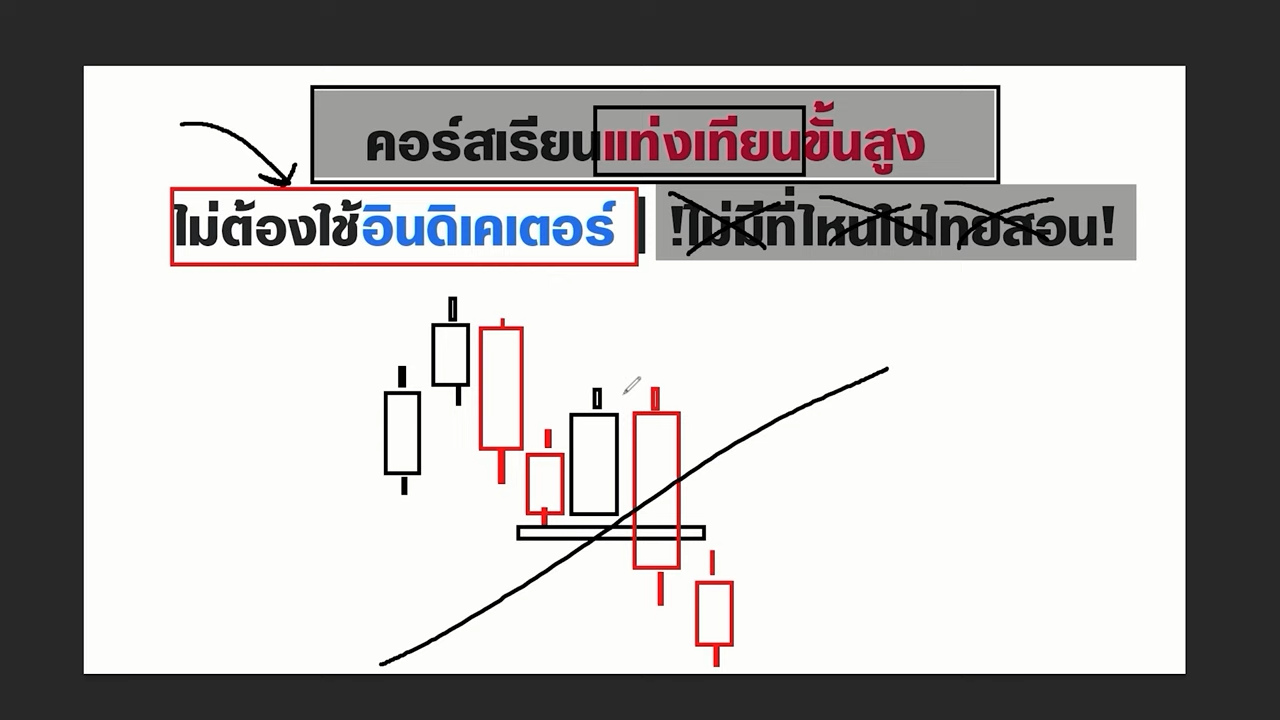 คอร์สเรียนแท่งเทียนขั้นสูง
ไม่ต้องใช้อินดิเคเตอร์ | !ไม่มีที่ไหนในไทยสอน!